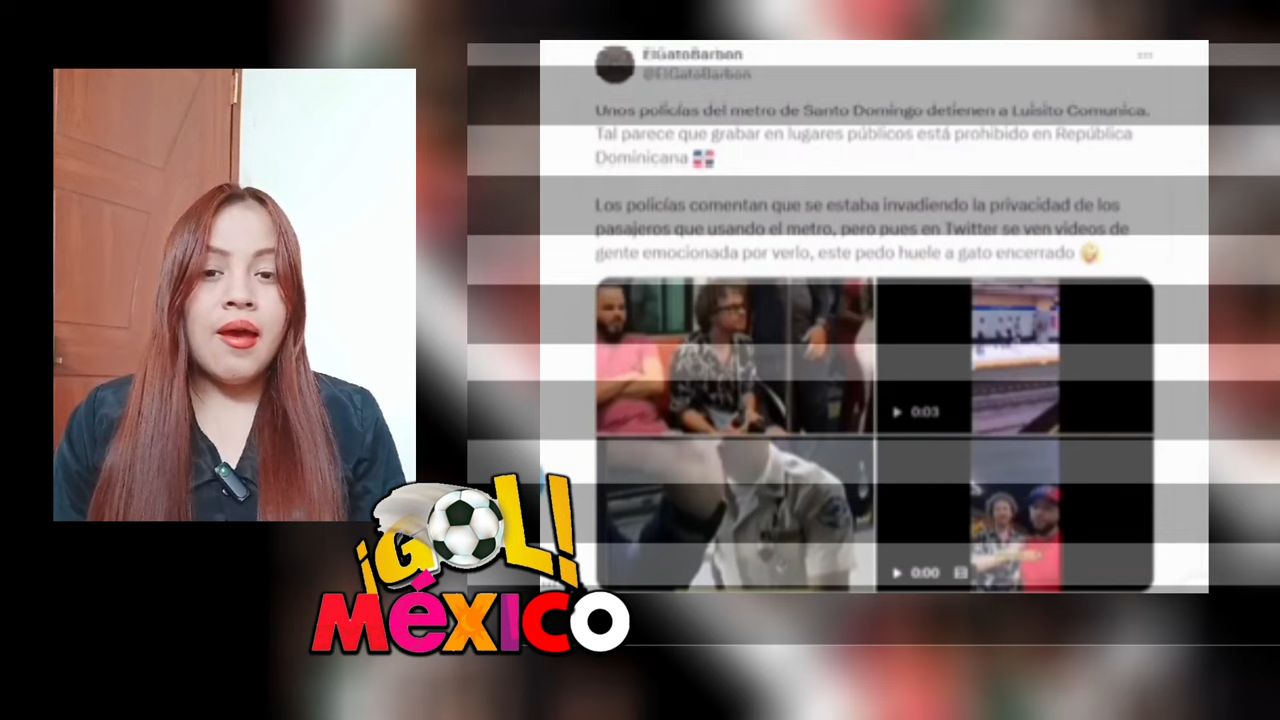 ElGatoBarbon
@ElGatoBarbon
Unos policías del metro de Santo Domingo detienen a Luisito Comunica.
Tal parece que grabar en lugares públicos está prohibido en República
Dominicana
Los policías comentan que se estaba invadiendo la privacidad de los
pasajeros que usando el metro, pero pues en Twitter se ven videos de
gente emocionada por verlo, este pedo huele a gato encerrado
0:03
0:00
¡GOL!
MéxICO